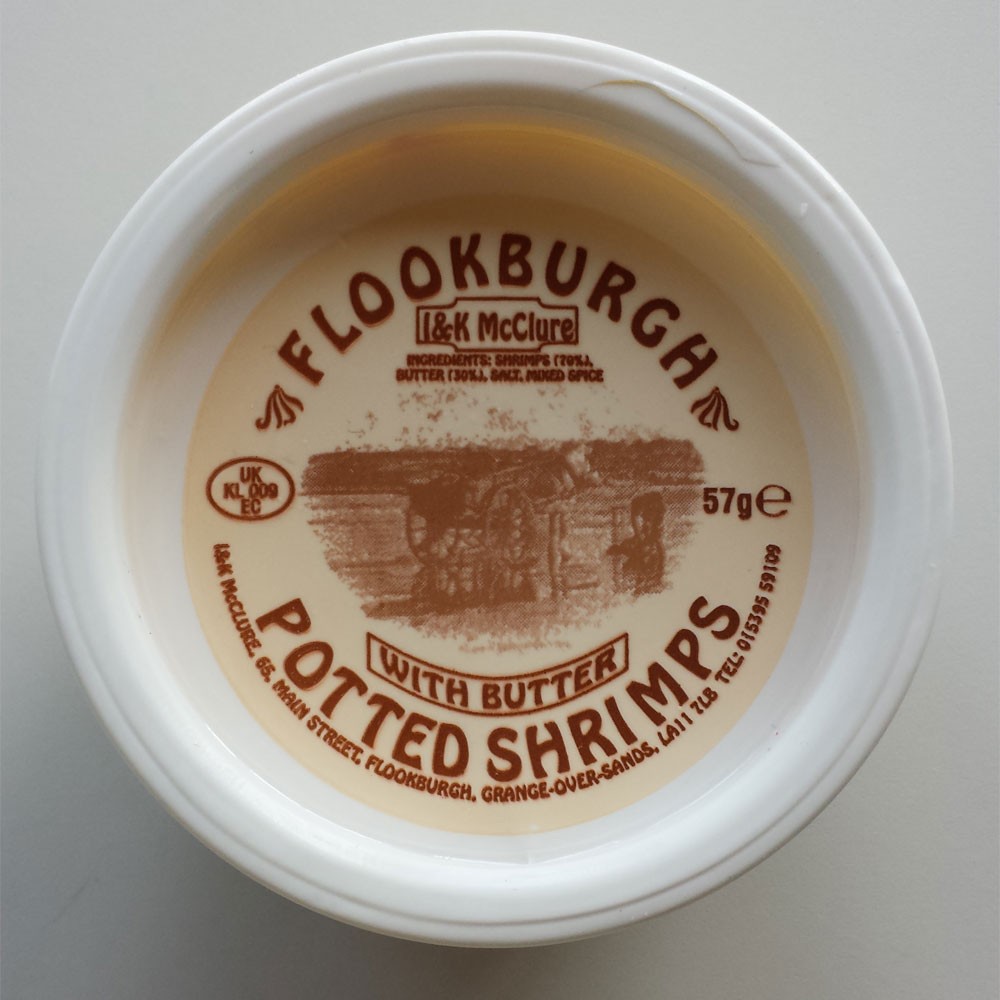 FLOOKBURGH
I&K McClure
INGREDIENTS: SHRIMPS (70%),
BUTTER (30%), SALT, MIXED SPICE
UK
KL 009
EC
57g ℮
WITH BUTTER
POTTED SHRIMPS
I&K McCLURE, 65, MAIN STREET, FLOOKBURGH, GRANGE-OVER-SANDS, LA11 7LB TEL: 015395 59109